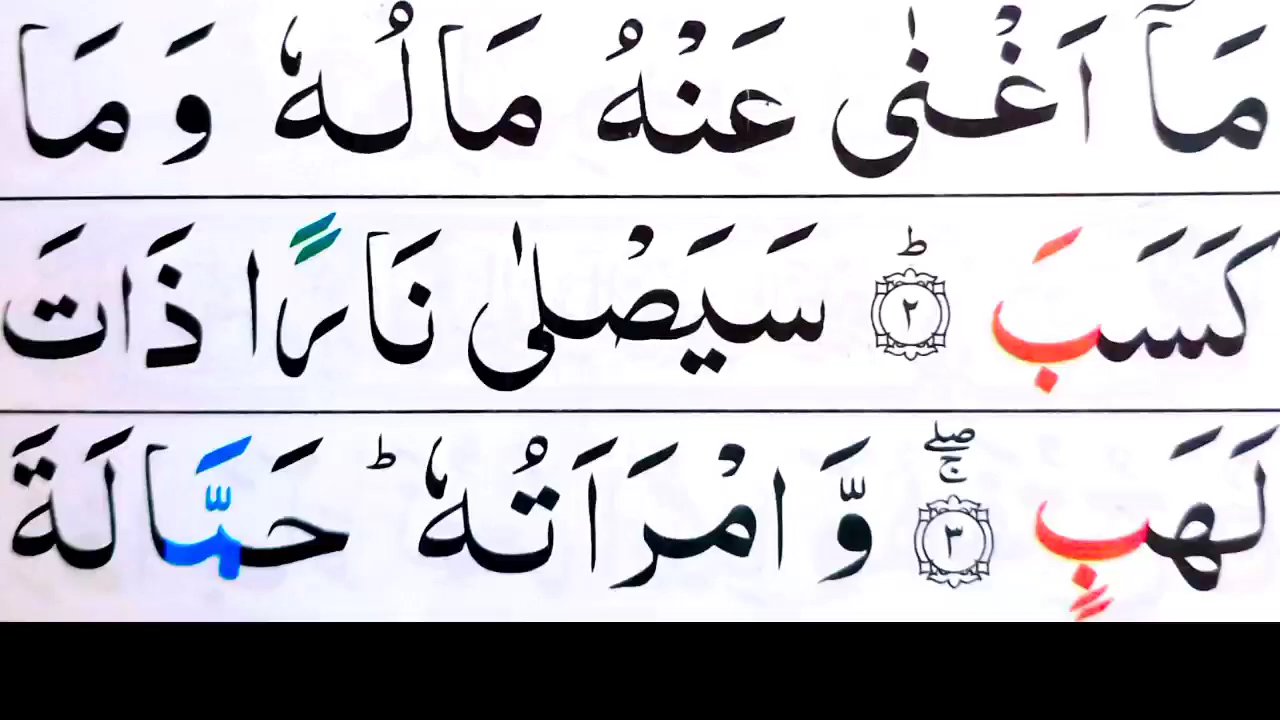 مَاۤ اَغْنٰى عَنْهُ مَالُهٗ وَ مَا
كَسَبَ ؕ﴿۲﴾ سَيَصْلٰى نَارًا ذَاتَ
لَهَبٍ ۚۖ﴿۳﴾ وَّ امْرَاَتُهٗ ؕ حَمَّالَةَ